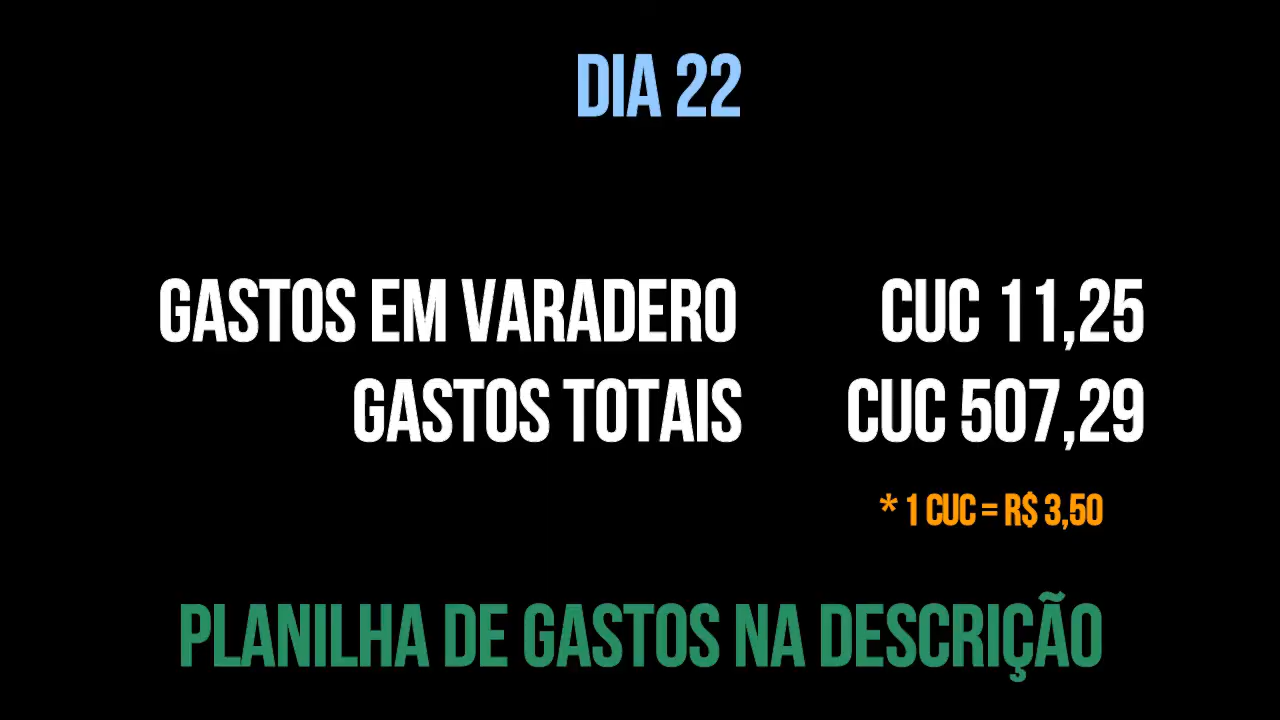 DIA 22
GASTOS EM VARADERO CUC 11,25
GASTOS TOTAIS CUC 507,29
* 1 CUC = R$ 3,50
PLANILHA DE GASTOS NA DESCRIÇÃO